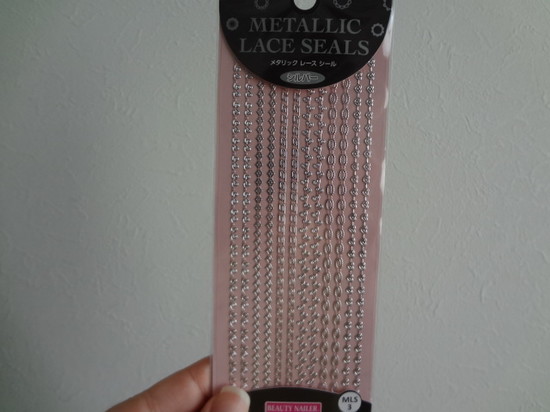 METALLIC
LACE SEALS
メタリック レース シール
シルバー
BEAUTY NAILER
MLS
3